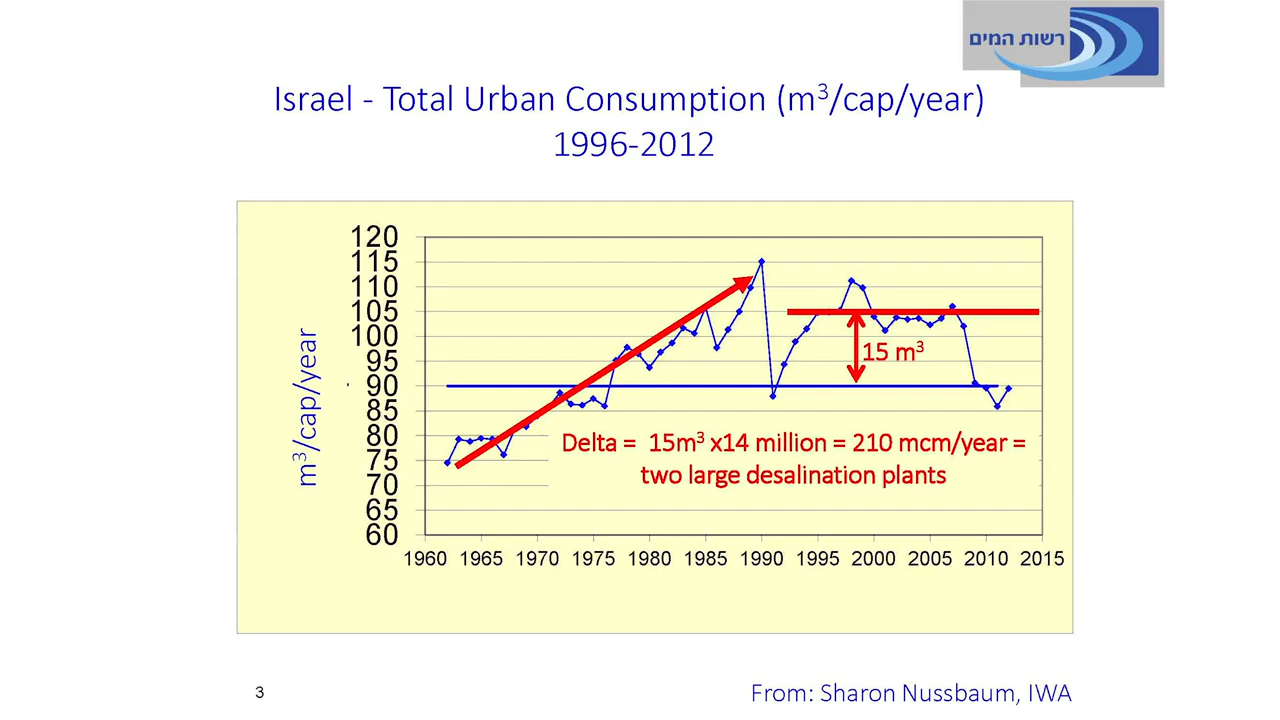 רשות המים
Israel - Total Urban Consumption (m³/cap/year)
1996-2012
m³/cap/year
120
115
110
105
100
95
90
85
80
75
70
65
60
15 m³
Delta = 15m³ x14 million = 210 mcm/year =
two large desalination plants
1960 1965 1970 1975 1980 1985 1990 1995 2000 2005 2010 2015
3
From: Sharon Nussbaum, IWA